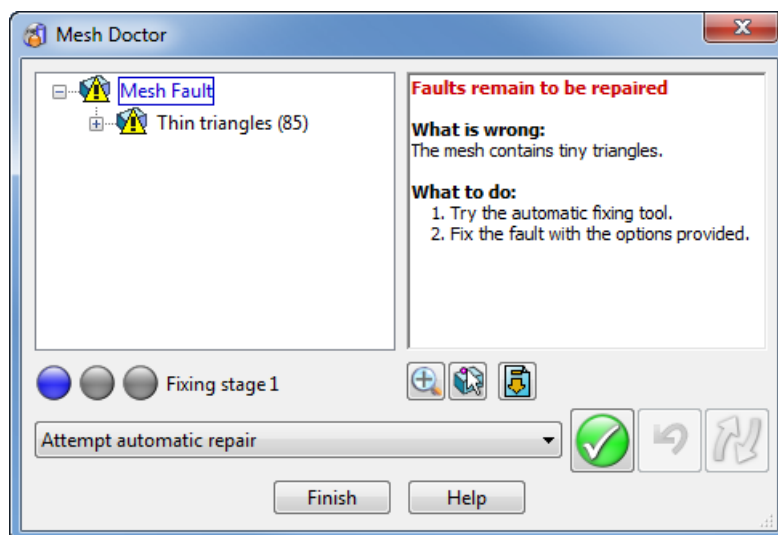 Mesh Doctor
Mesh Fault
Thin triangles (85)
Faults remain to be repaired
What is wrong:
The mesh contains tiny triangles.
What to do:
1. Try the automatic fixing tool.
2. Fix the fault with the options provided.
Fixing stage 1
Attempt automatic repair
Finish
Help